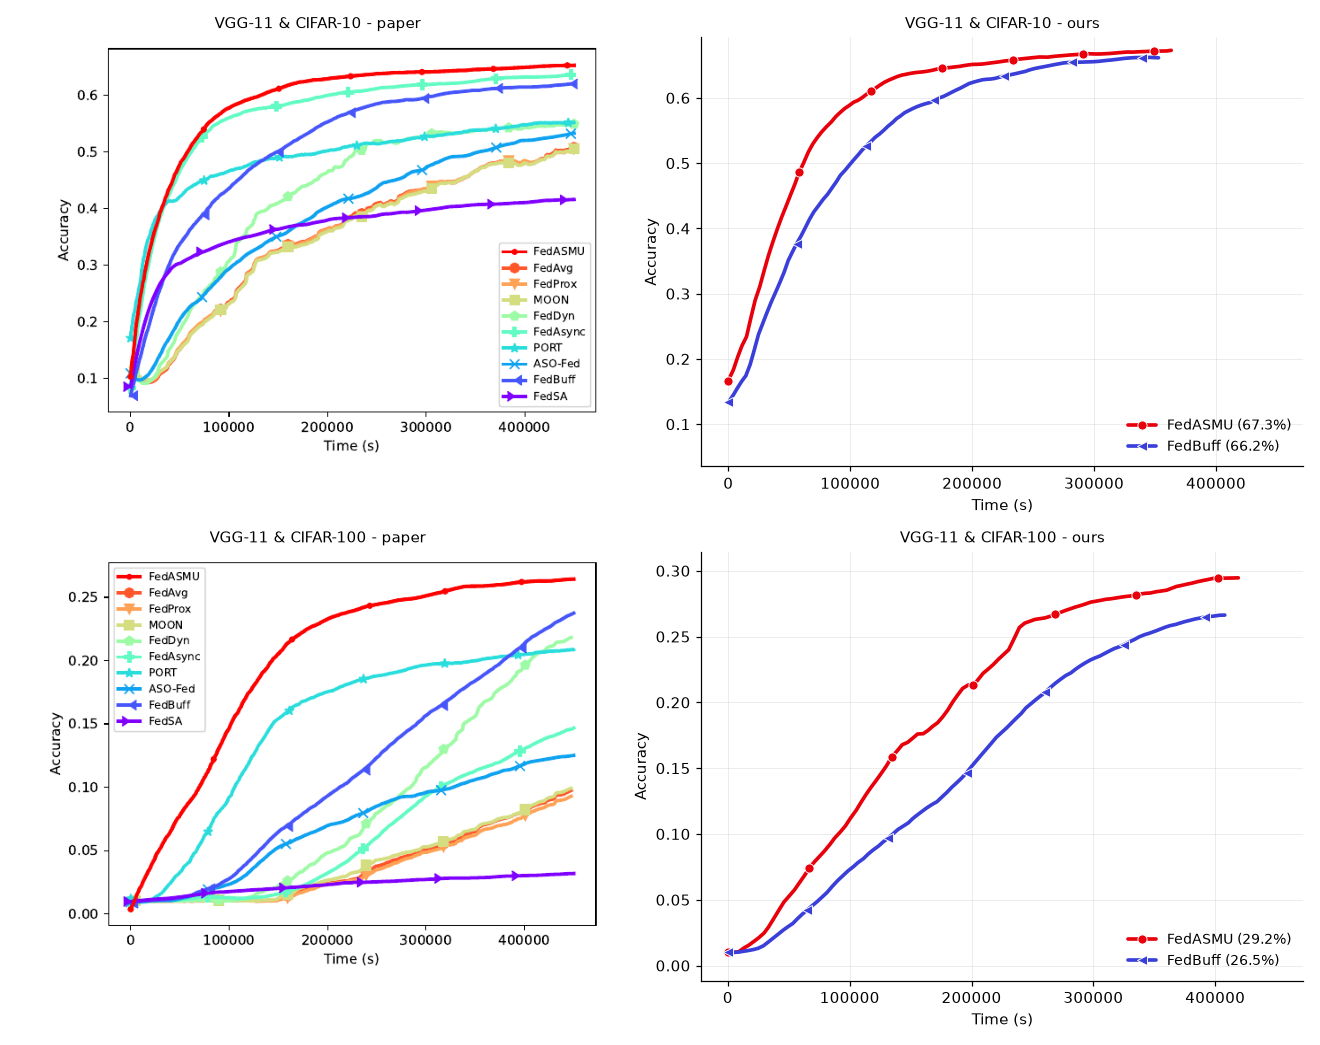 VGG-11 & CIFAR-10 - paper
0.6
0.5
0.4
0.3
0.2
0.1
Accuracy
0
100000
200000
300000
400000
Time (s)
FedASMU
FedAvg
FedProx
MOON
FedDyn
FedAsync
PORT
ASO-Fed
FedBuff
FedSA
VGG-11 & CIFAR-10 - ours
0.6
0.5
0.4
0.3
0.2
0.1
Accuracy
0
100000
200000
300000
400000
Time (s)
FedASMU (67.3%)
FedBuff (66.2%)
VGG-11 & CIFAR-100 - paper
0.25
0.20
0.15
0.10
0.05
0.00
Accuracy
0
100000
200000
300000
400000
Time (s)
FedASMU
FedAvg
FedProx
MOON
FedDyn
FedAsync
PORT
ASO-Fed
FedBuff
FedSA
VGG-11 & CIFAR-100 - ours
0.30
0.25
0.20
0.15
0.10
0.05
0.00
Accuracy
0
100000
200000
300000
400000
Time (s)
FedASMU (29.2%)
FedBuff (26.5%)